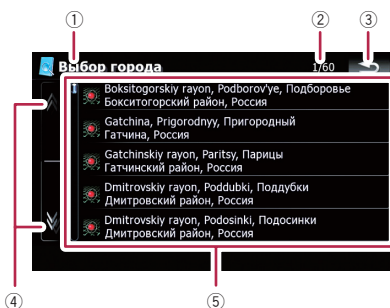 ① ② ③
Выбор города 1/60
Boksitogorskiy rayon, Podborov'ye, Подборовье
Бокситогорский район, Россия
Gatchina, Prigorodnyy, Пригородный
Гатчина, Россия
Gatchinskiy rayon, Paritsy, Парицы
Гатчинский район, Россия
Dmitrovskiy rayon, Poddubki, Поддубки
Дмитровский район, Россия
Dmitrovskiy rayon, Podosinki, Подосинки
Дмитровский район, Россия
④ ⑤